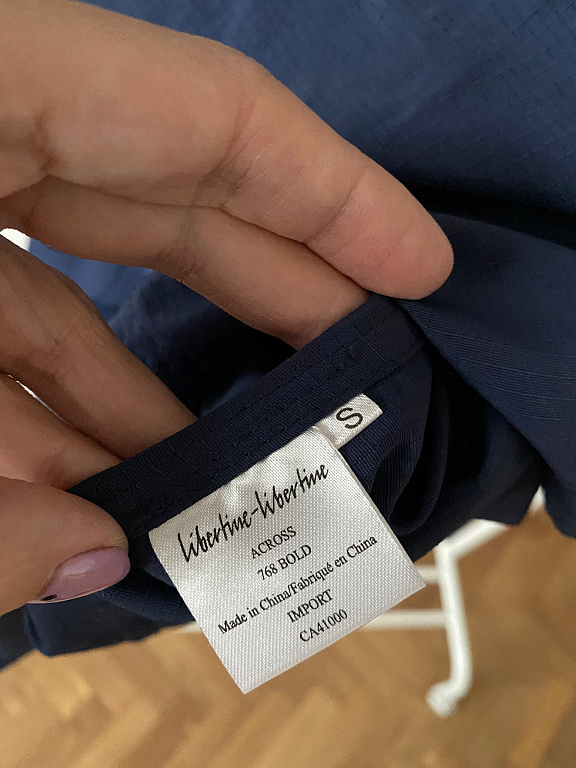 S
libertine-libertine
ACROSS
768 BOLD
Made in China/Fabriqué en China
IMPORT
CA41000